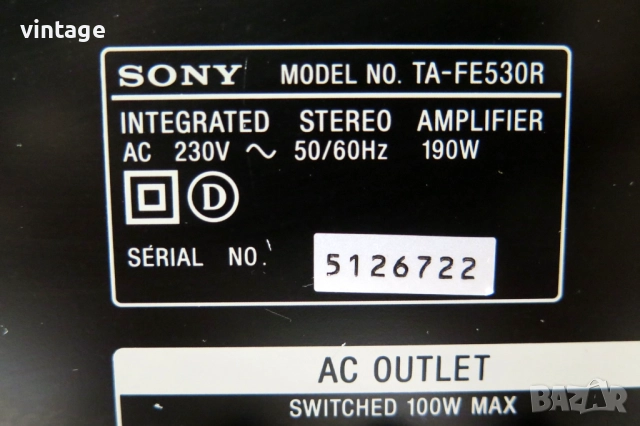 my
vintage
SONY MODEL NO. TA-FE530R
INTEGRATED STEREO AMPLIFIER
AC 230V ~ 50/60Hz 190W
D
SERIAL NO. 5126722
AC OUTLET
SWITCHED 100W MAX
BAZAR